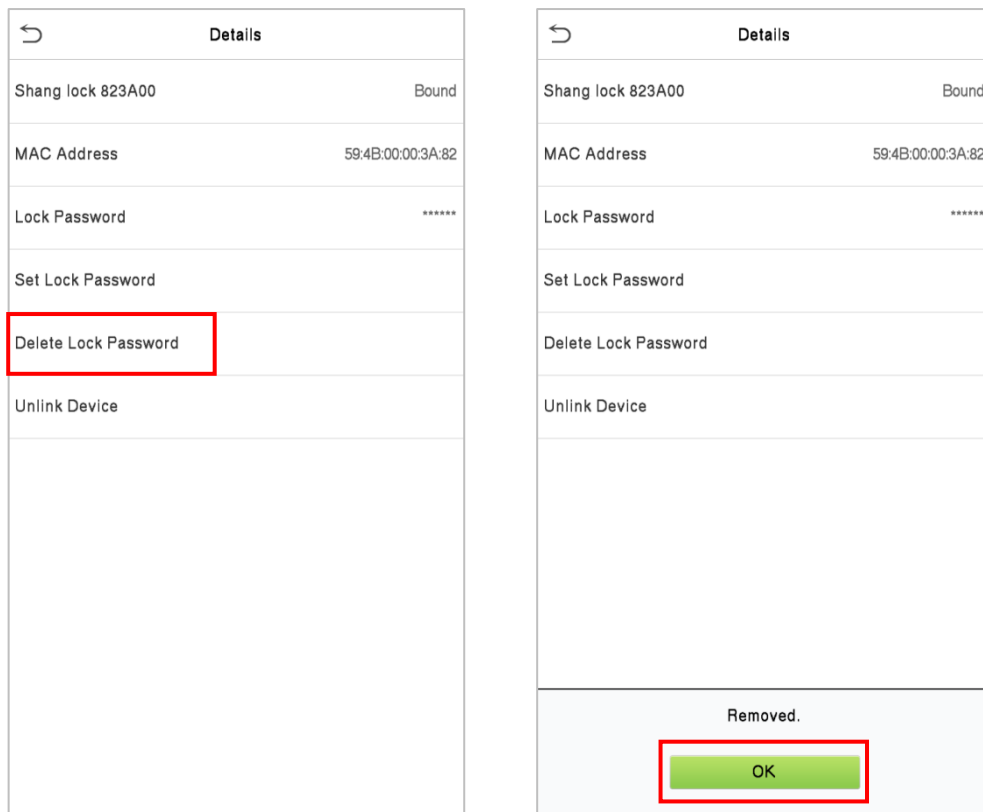 Details
Shang lock 823A00 Bound
MAC Address 59:4B:00:00:3A:82
Lock Password ******
Set Lock Password
Delete Lock Password
Unlink Device
Details
Shang lock 823A00 Bound
MAC Address 59:4B:00:00:3A:82
Lock Password ******
Set Lock Password
Delete Lock Password
Unlink Device
Removed.
OK